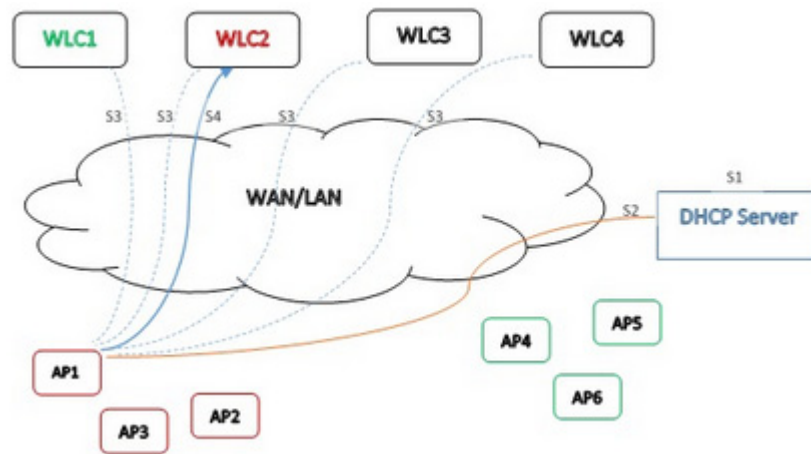 WLC1
WLC2
WLC3
WLC4
S3
S3
S4
S3
S3
S1
WAN/LAN
S2
DHCP Server
AP1
AP4
AP5
AP3
AP2
AP6